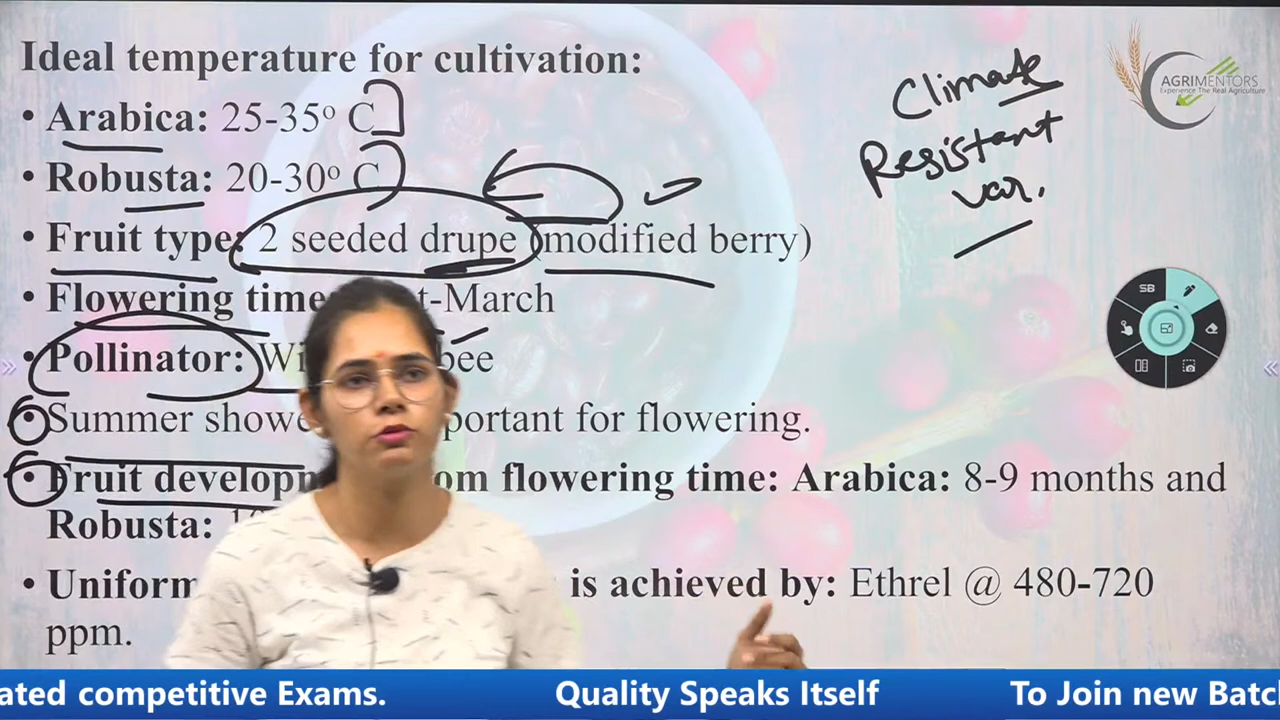 Ideal temperature for cultivation:
• Arabica: 25-35º C
• Robusta: 20-30º C
• Fruit type: 2 seeded drupe (modified berry)
• Flowering time t-March
• Pollinator: Wi bee
• Summer showe portant for flowering.
• Fruit developm om flowering time: Arabica: 8-9 months and
Robusta:
• Uniform is achieved by: Ethrel @ 480-720
ppm.
Climate
Resistant
var.
AGRIMENTORS
Experience The Real Agriculture
SB
ated competitive Exams. Quality Speaks Itself To Join new Batc